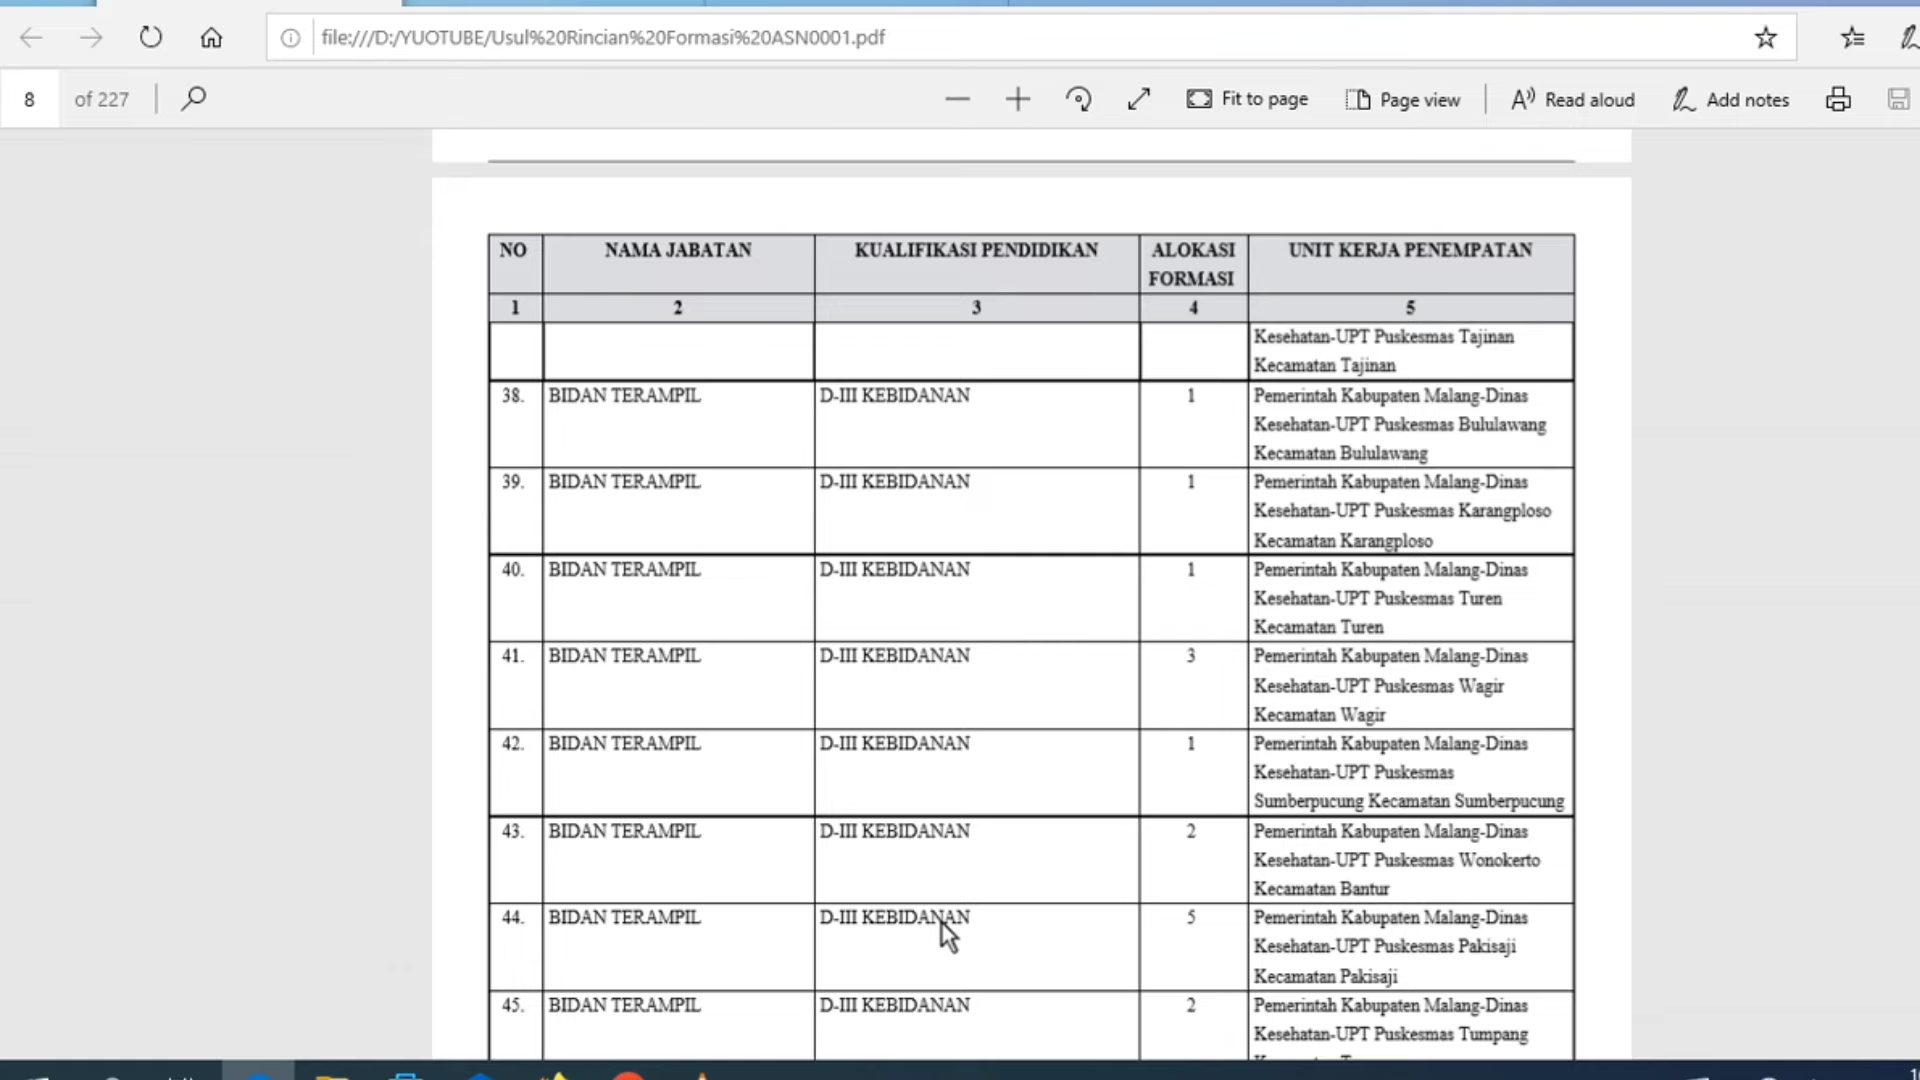 file:///D:/YUOTUBE/Usul%20Rincian%20Formasi%20ASN0001.pdf
8 of 227 Fit to page Page view Read aloud Add notes
NO NAMA JABATAN KUALIFIKASI PENDIDIKAN ALOKASI FORMASI UNIT KERJA PENEMPATAN
1 2 3 4 5
Kesehatan-UPT Puskesmas Tajinan
Kecamatan Tajinan
38. BIDAN TERAMPIL D-III KEBIDANAN 1 Pemerintah Kabupaten Malang-Dinas
Kesehatan-UPT Puskesmas Bululawang
Kecamatan Bululawang
39. BIDAN TERAMPIL D-III KEBIDANAN 1 Pemerintah Kabupaten Malang-Dinas
Kesehatan-UPT Puskesmas Karangploso
Kecamatan Karangploso
40. BIDAN TERAMPIL D-III KEBIDANAN 1 Pemerintah Kabupaten Malang-Dinas
Kesehatan-UPT Puskesmas Turen
Kecamatan Turen
41. BIDAN TERAMPIL D-III KEBIDANAN 3 Pemerintah Kabupaten Malang-Dinas
Kesehatan-UPT Puskesmas Wagir
Kecamatan Wagir
42. BIDAN TERAMPIL D-III KEBIDANAN 1 Pemerintah Kabupaten Malang-Dinas
Kesehatan-UPT Puskesmas
Sumberpucung Kecamatan Sumberpucung
43. BIDAN TERAMPIL D-III KEBIDANAN 2 Pemerintah Kabupaten Malang-Dinas
Kesehatan-UPT Puskesmas Wonokerto
Kecamatan Bantur
44. BIDAN TERAMPIL D-III KEBIDANAN 5 Pemerintah Kabupaten Malang-Dinas
Kesehatan-UPT Puskesmas Pakisaji
Kecamatan Pakisaji
45. BIDAN TERAMPIL D-III KEBIDANAN 2 Pemerintah Kabupaten Malang-Dinas
Kesehatan-UPT Puskesmas Tumpang